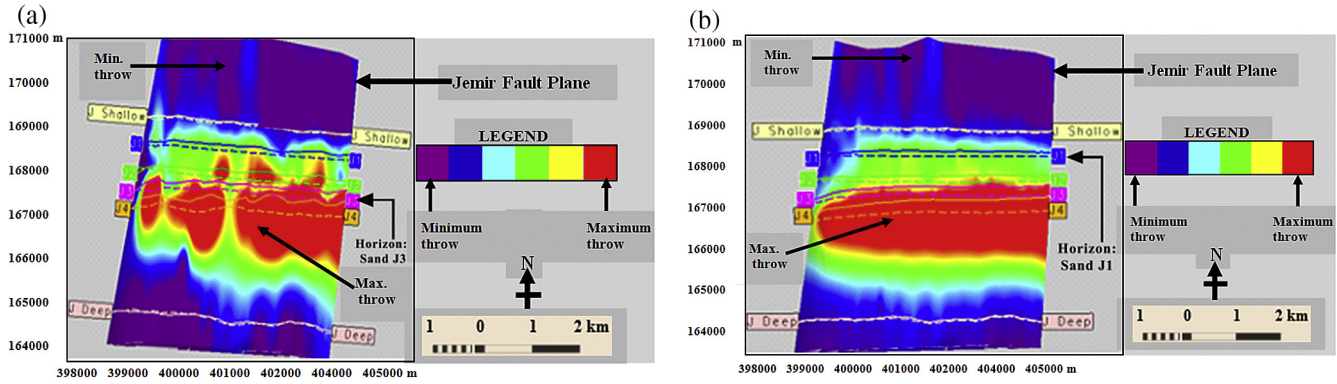 (a)
171000 m
170000
169000
168000
167000
166000
165000
164000
398000 399000 400000 401000 402000 404000 405000 m
Min.
throw
Jemir Fault Plane
J Shallow
J Shallow
J1
J1
J3
J3
J4
J4
J Deep
J Deep
Horizon:
Sand J3
Max.
throw
LEGEND
Minimum
throw
Maximum
throw
N
1 0 1 2 km
(b)
171000 m
170000
169000
168000
167000
166000
165000
164000
398000 399000 400000 401000 402000 404000 405000 m
Min.
throw
Jemir Fault Plane
J Shallow
J Shallow
J1
J1
J3
J3
J4
J4
J Deep
J Deep
Horizon:
Sand J1
Max.
throw
LEGEND
Minimum
throw
Maximum
throw
N
1 0 1 2 km